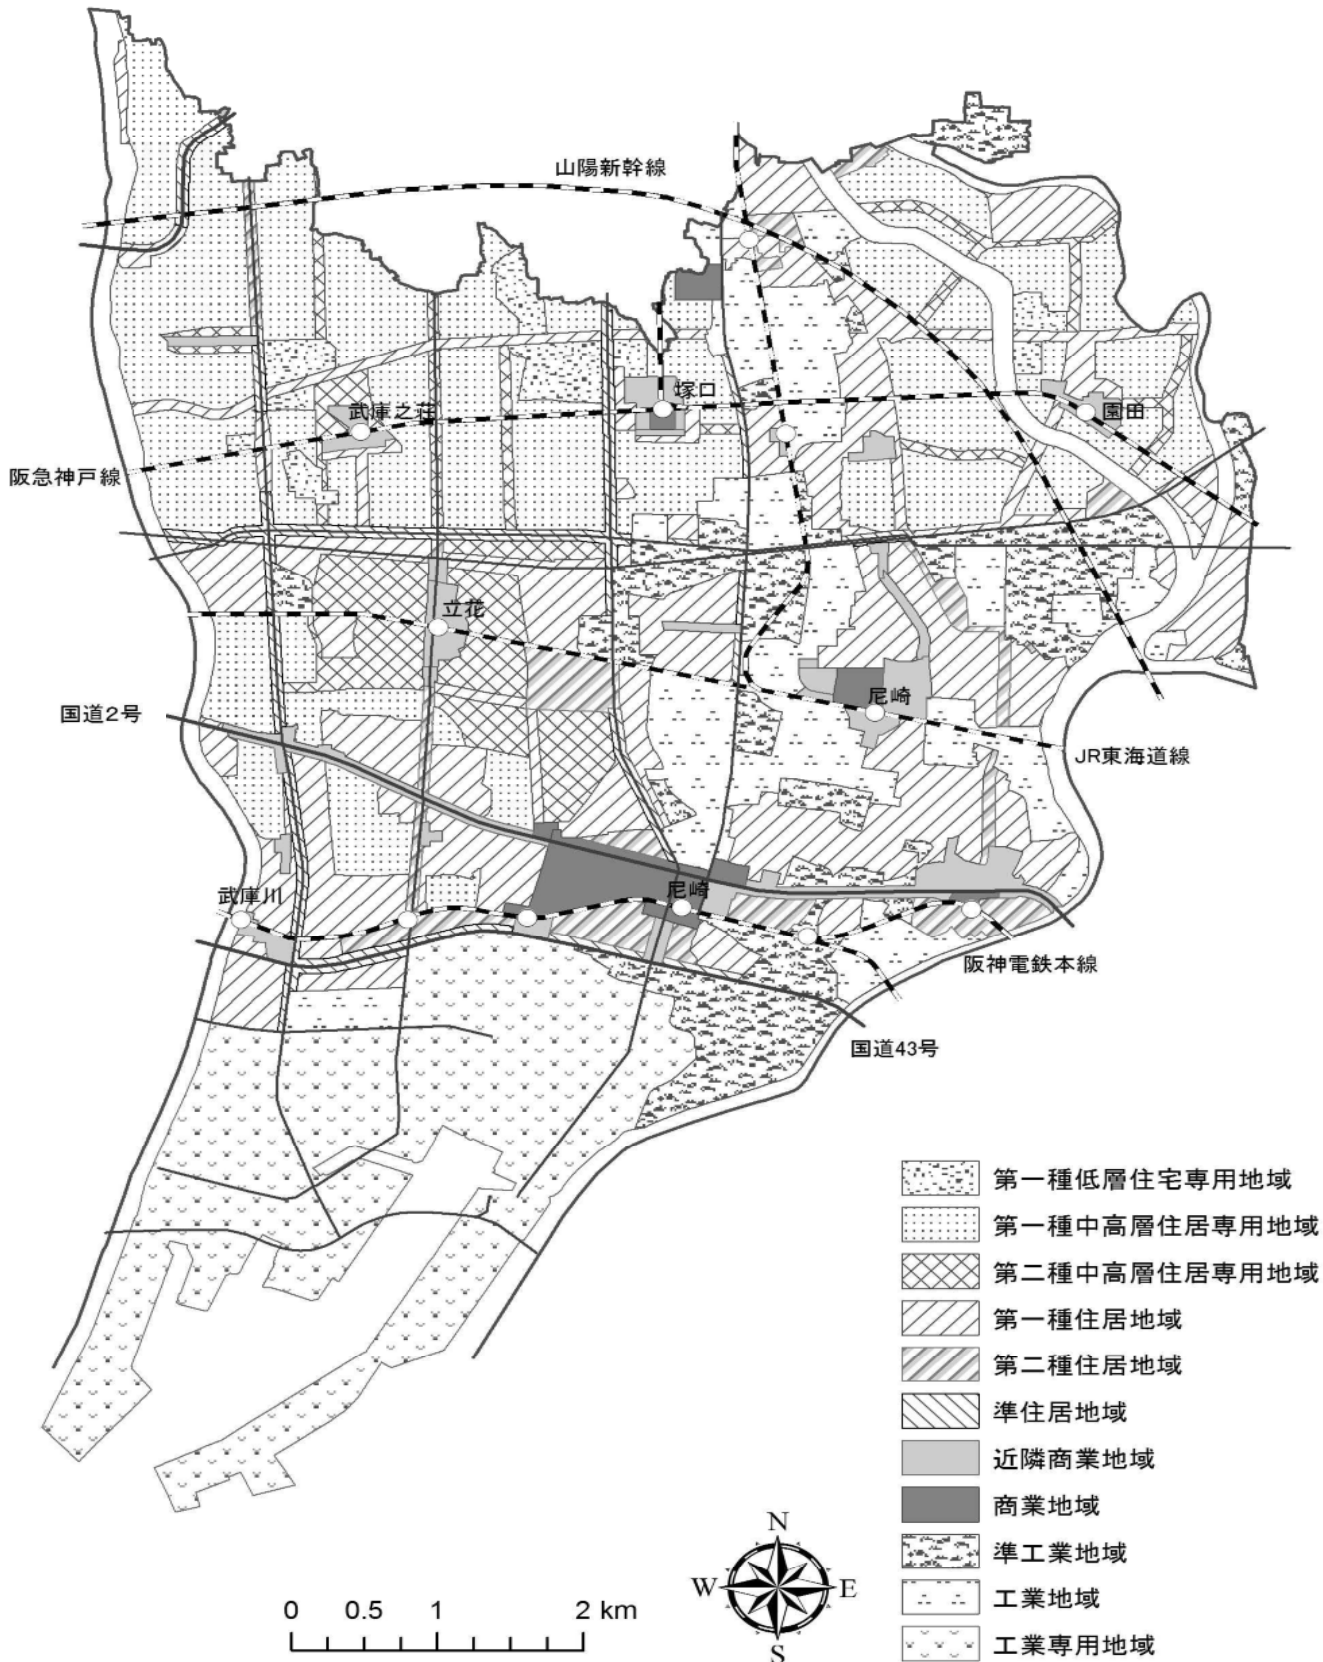 山陽新幹線
塚口
武庫之荘
園田
阪急神戸線
立花
国道2号
尼崎
JR東海道線
武庫川
尼崎
阪神電鉄本線
国道43号
第一種低層住宅専用地域
第一種中高層住居専用地域
第二種中高層住居専用地域
第一種住居地域
第二種住居地域
準住居地域
近隣商業地域
商業地域
準工業地域
工業地域
工業専用地域
N
W E
S
0 0.5 1 2 km